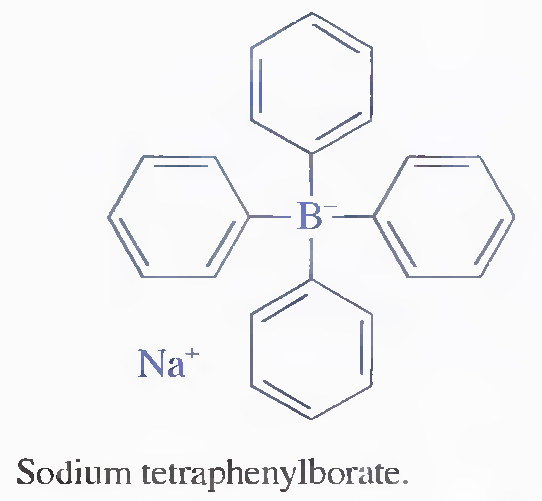 B⁻
Na⁺
Sodium tetraphenylborate.